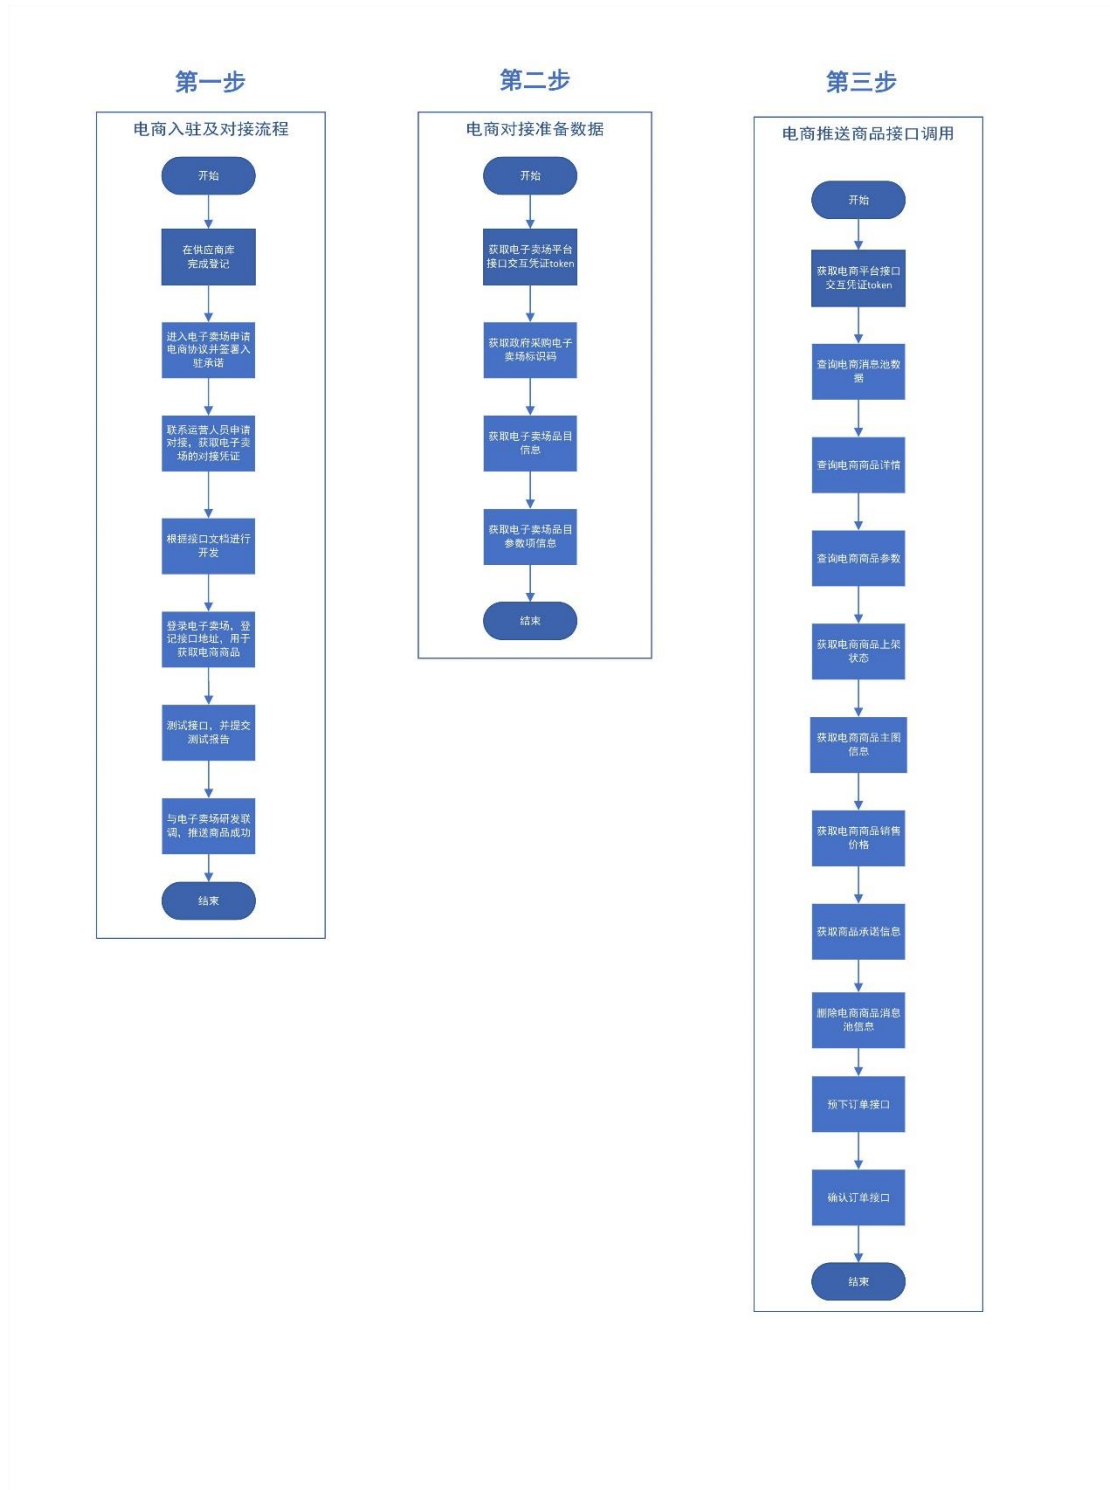 第一步
电商入驻及对接流程
开始
在供应商库
完成登记
进入电子卖场申请
电商协议并签署入
驻承诺
联系运营人员申请
对接，获取电子卖
场的对接凭证
根据接口文档进行
开发
登录电子卖场，登
记接口地址，用于
获取电商商品
测试接口，并提交
测试报告
与电子卖场研发联
调，推送商品成功
结束
第二步
电商对接准备数据
开始
获取电子卖场平台
接口交互凭证token
获取政府采购电子
卖场标识码
获取电子卖场品目
信息
获取电子卖场品目
参数项信息
结束
第三步
电商推送商品接口调用
开始
获取电商平台接口
交互凭证token
查询电商消息池数
据
查询电商商品详情
查询电商商品参数
获取电商商品上架
状态
获取电商商品主图
信息
获取电商商品销售
价格
获取商品承诺信息
删除电商商品消息
池信息
预下订单接口
确认订单接口
结束